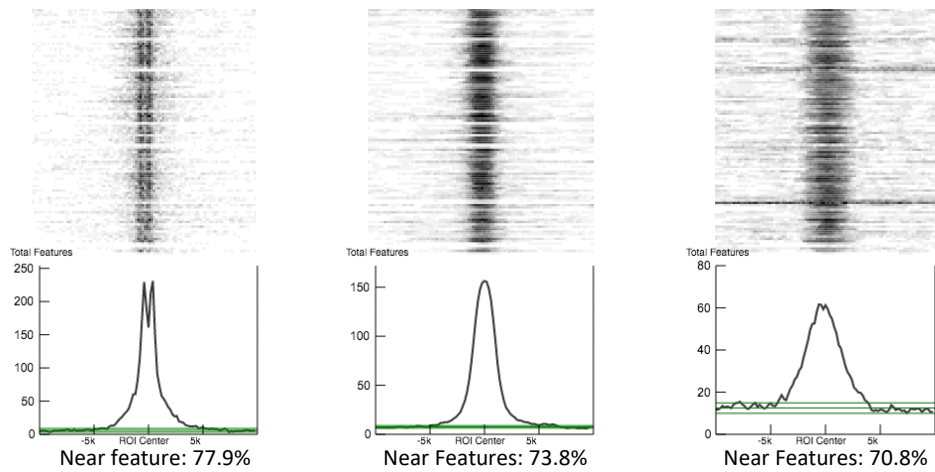 Total Features
250
200
150
100
50
0
-5k ROI Center 5k
Near feature: 77.9%
Total Features
150
100
50
0
-5k ROI Center 5k
Near Features: 73.8%
Total Features
80
60
40
20
0
-5k ROI Center 5k
Near Features: 70.8%